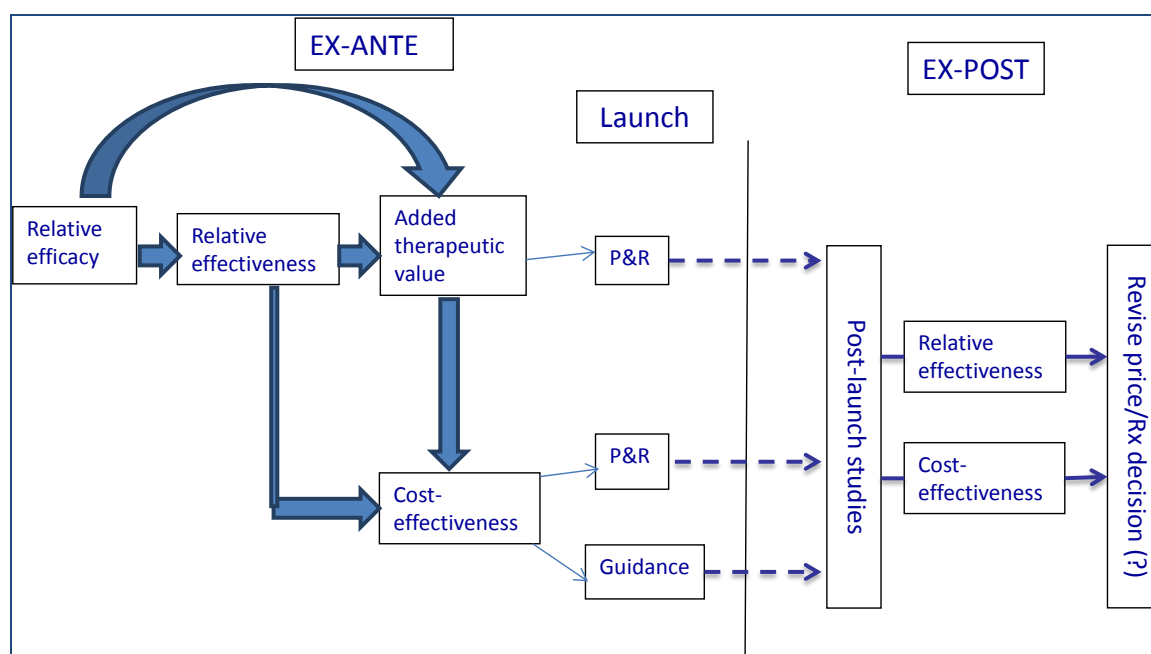 EX-ANTE
EX-POST
Launch
Relative
efficacy
Relative
effectiveness
Added
therapeutic
value
P&R
Post-launch studies
Relative
effectiveness
Revise price/Rx decision (?)
P&R
Cost-
effectiveness
Cost-
effectiveness
Guidance